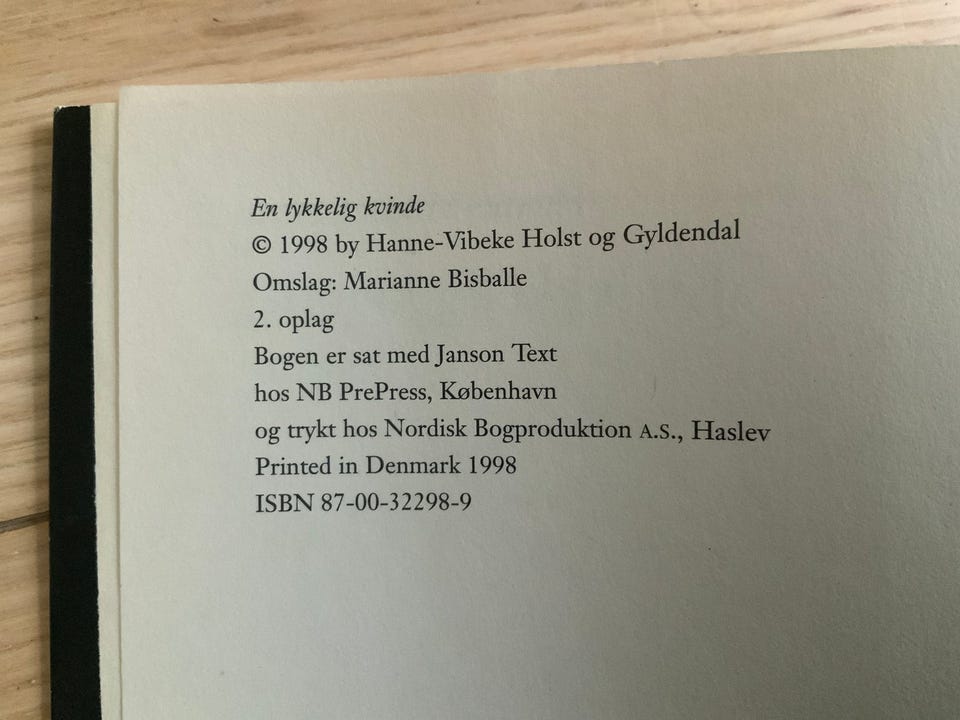 En lykkelig kvinde
© 1998 by Hanne-Vibeke Holst og Gyldendal
Omslag: Marianne Bisballe
2. oplag
Bogen er sat med Janson Text
hos NB PrePress, København
og trykt hos Nordisk Bogproduktion A.S., Haslev
Printed in Denmark 1998
ISBN 87-00-32298-9